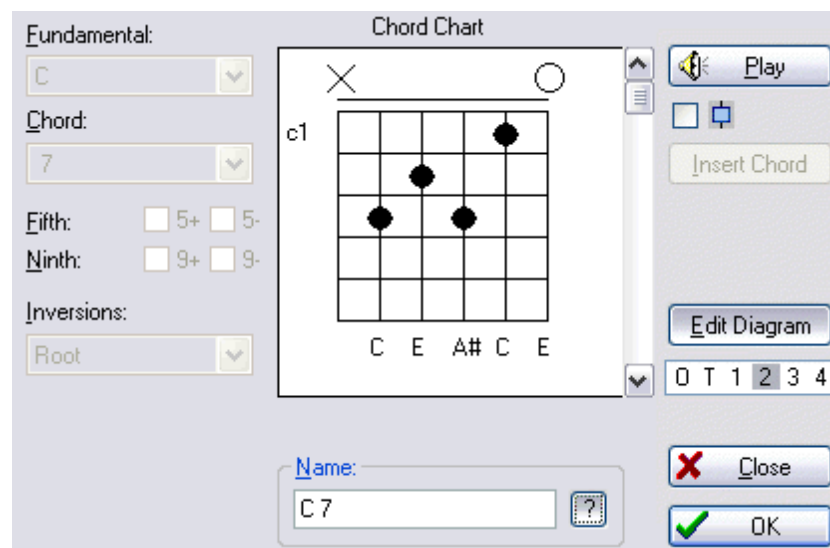 Fundamental:
C
Chord:
7
Fifth: 5+ 5-
Ninth: 9+ 9-
Inversions:
Root
Chord Chart
c1
C E A# C E
Name:
C 7
?
Play
Insert Chord
Edit Diagram
0 T 1 2 3 4
Close
OK